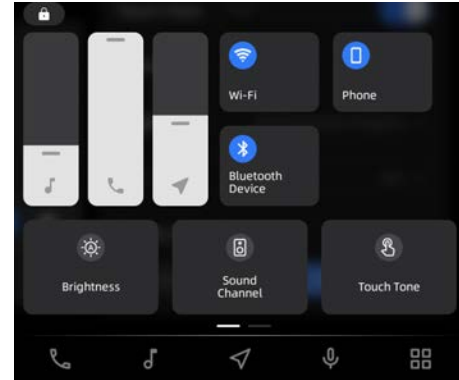 Wi-Fi
Phone
Bluetooth
Device
Brightness
Sound
Channel
Touch Tone